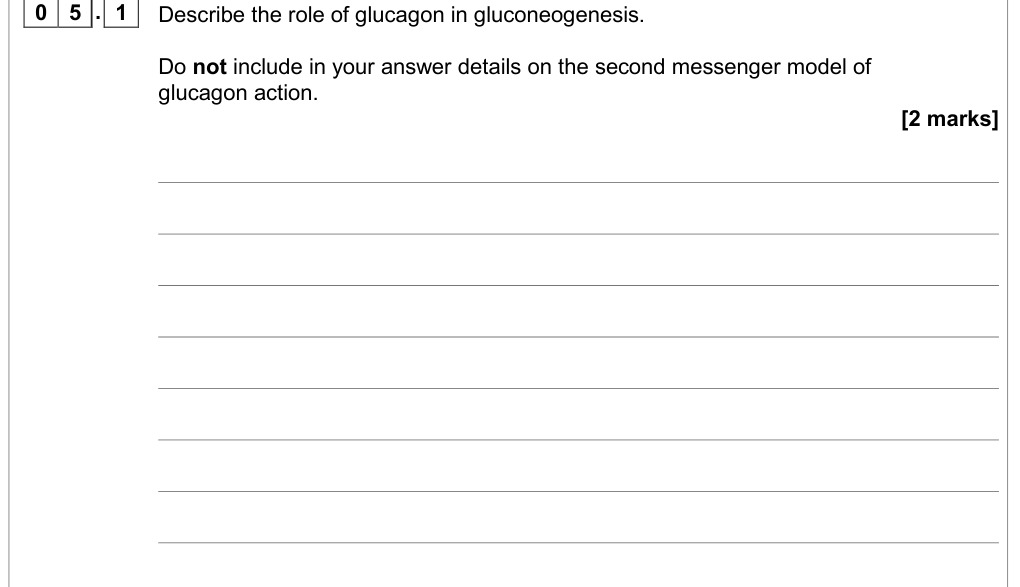 0 5 . 1 Describe the role of glucagon in gluconeogenesis.
Do not include in your answer details on the second messenger model of
glucagon action.
[2 marks]